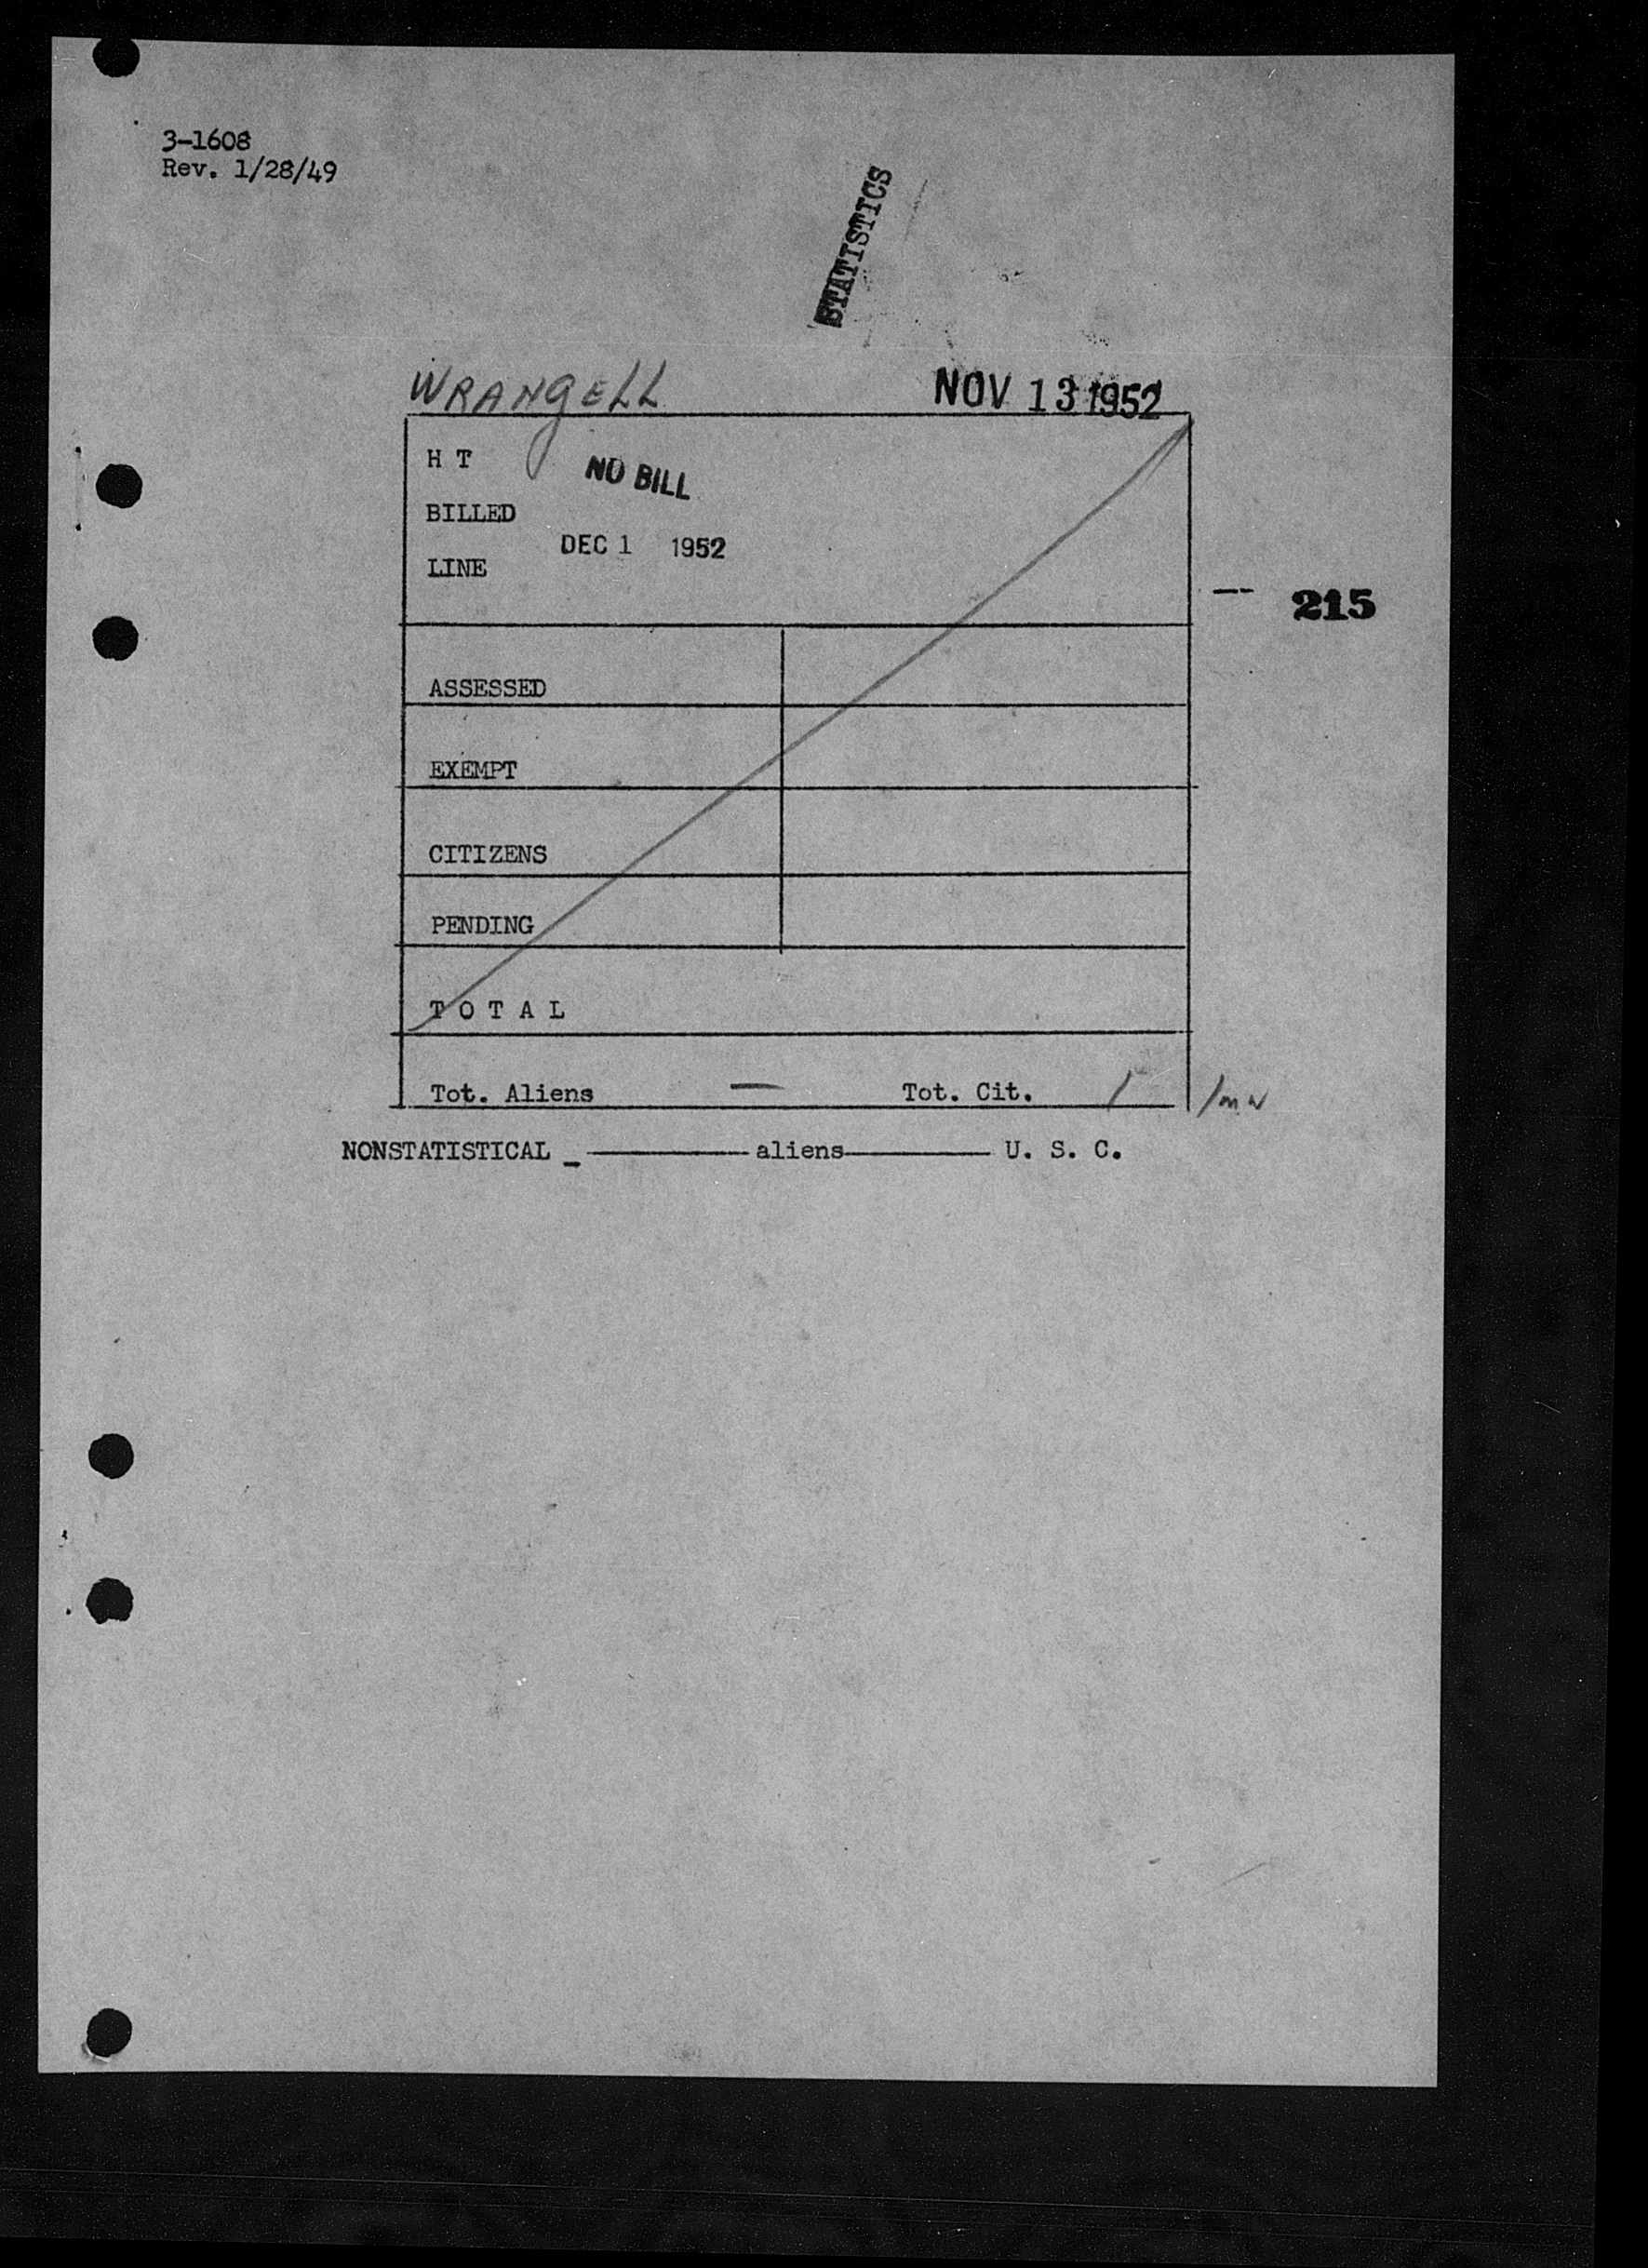 3-1608
Rev. 1/28/49
STATISTICS
WRANGELL
NOV 13 1952
H T
NO BILL
BILLED
DEC 1 1952
LINE
-- 215
ASSESSED
EXEMPT
CITIZENS
PENDING
T O T A L
Tot. Aliens — Tot. Cit. 1
NONSTATISTICAL _ ———— aliens ———— U. S. C.